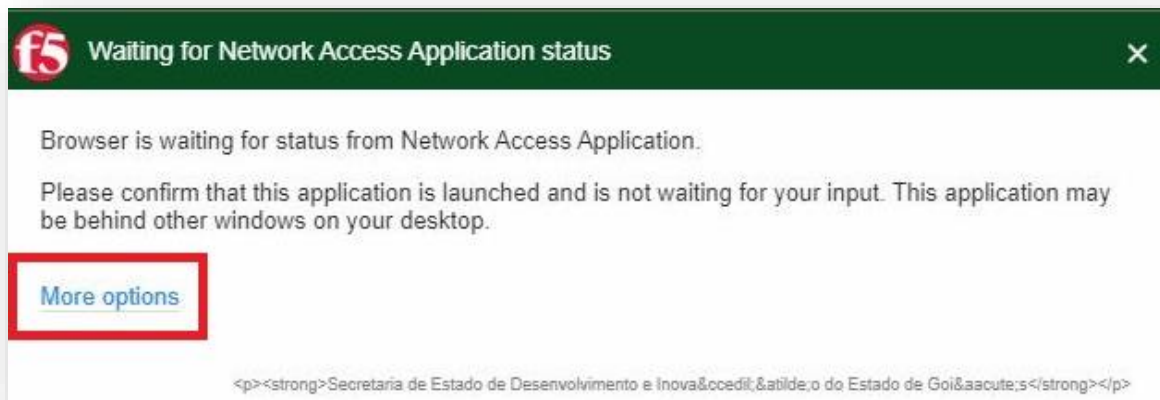 f5 Waiting for Network Access Application status
Browser is waiting for status from Network Access Application.
Please confirm that this application is launched and is not waiting for your input. This application may
be behind other windows on your desktop.
More options
<p><strong>Secretaria de Estado de Desenvolvimento e Inova&ccedil;&atilde;o do Estado de Goi&aacute;s</strong></p>